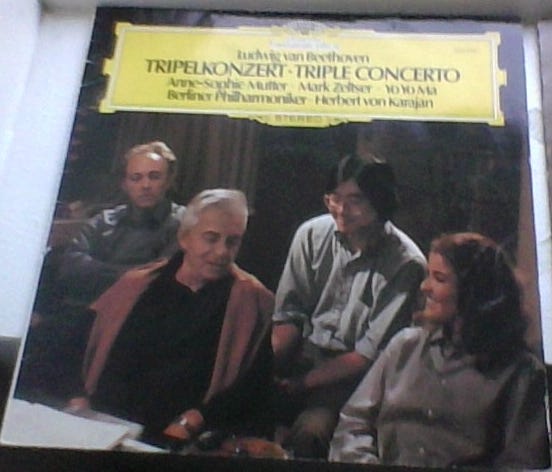 Ludwig van Beethoven
TRIPELKONZERT · TRIPLE CONCERTO
Anne-Sophie Mutter · Mark Zeltser · Yo Yo Ma
Berliner Philharmoniker · Herbert von Karajan
STEREO